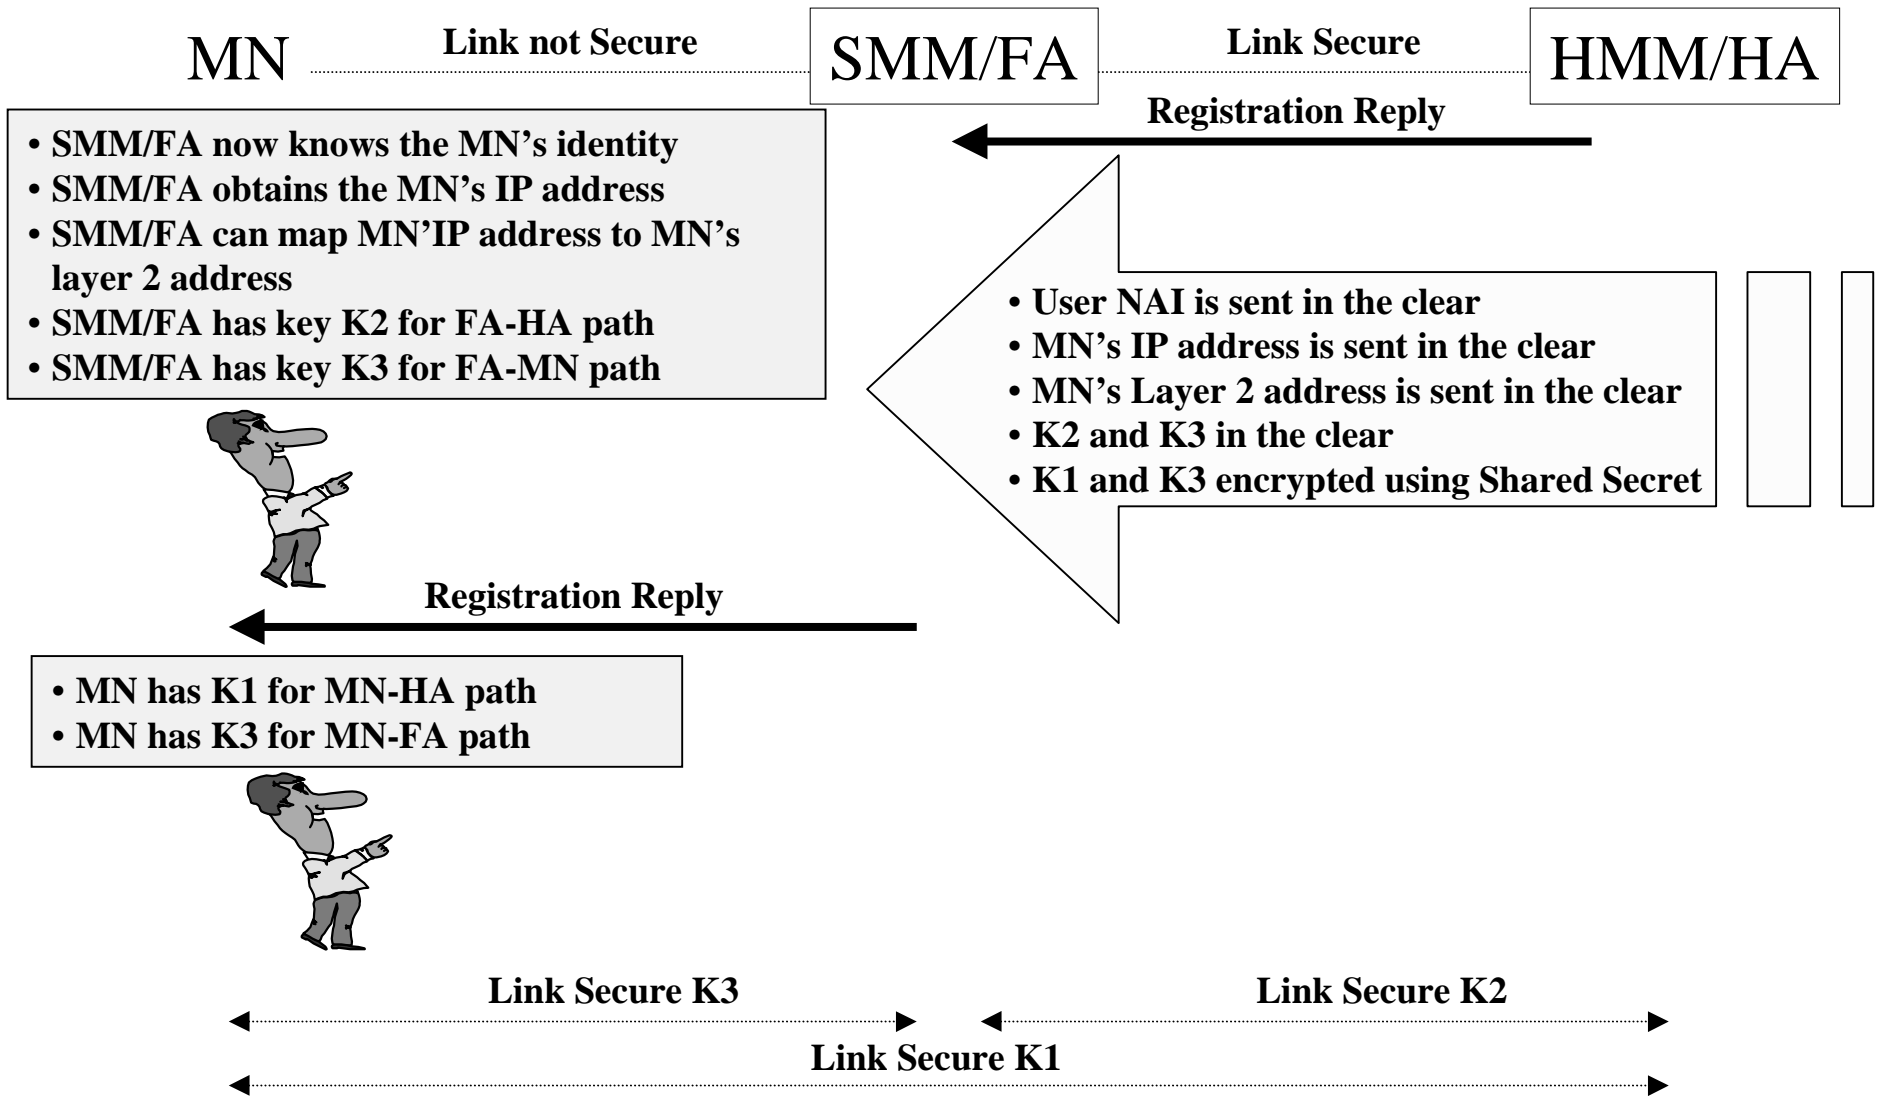 MN
Link not Secure
SMM/FA
Link Secure
HMM/HA
Registration Reply
• SMM/FA now knows the MN’s identity
• SMM/FA obtains the MN’s IP address
• SMM/FA can map MN’IP address to MN’s
layer 2 address
• SMM/FA has key K2 for FA-HA path
• SMM/FA has key K3 for FA-MN path
• User NAI is sent in the clear
• MN’s IP address is sent in the clear
• MN’s Layer 2 address is sent in the clear
• K2 and K3 in the clear
• K1 and K3 encrypted using Shared Secret
Registration Reply
• MN has K1 for MN-HA path
• MN has K3 for MN-FA path
Link Secure K3
Link Secure K2
Link Secure K1